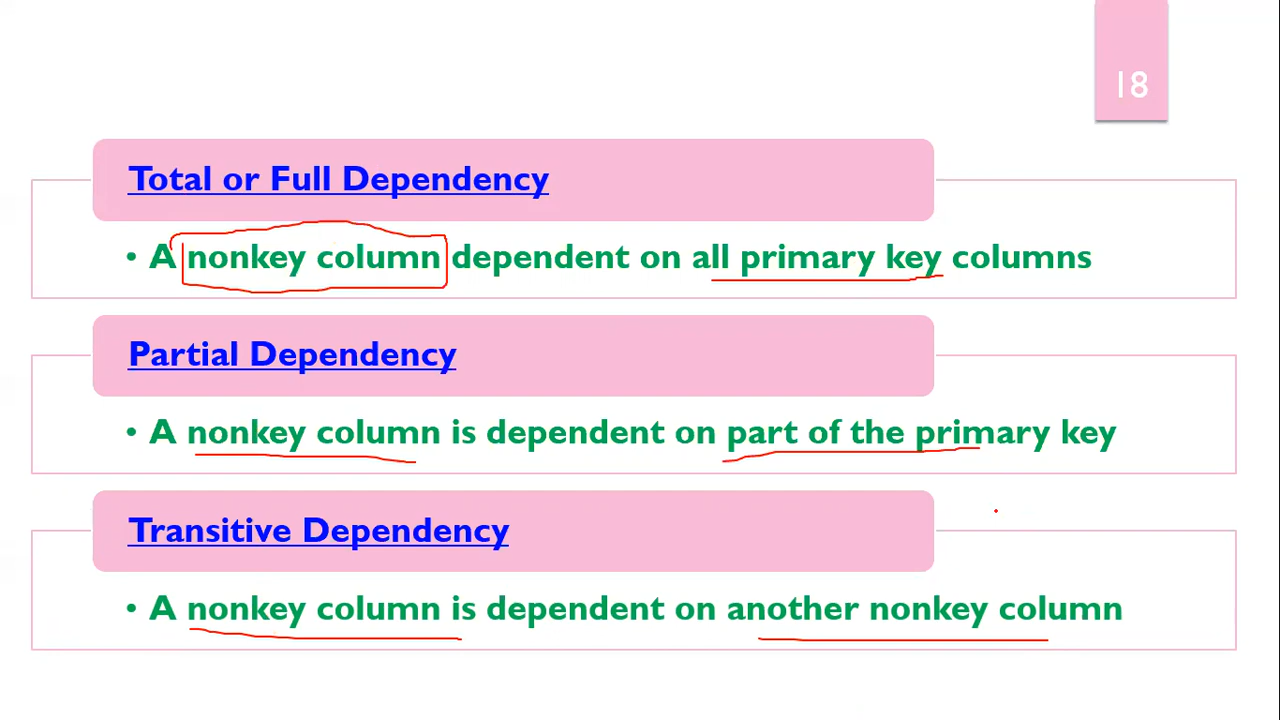 18
Total or Full Dependency
• A nonkey column dependent on all primary key columns
Partial Dependency
• A nonkey column is dependent on part of the primary key
Transitive Dependency
• A nonkey column is dependent on another nonkey column